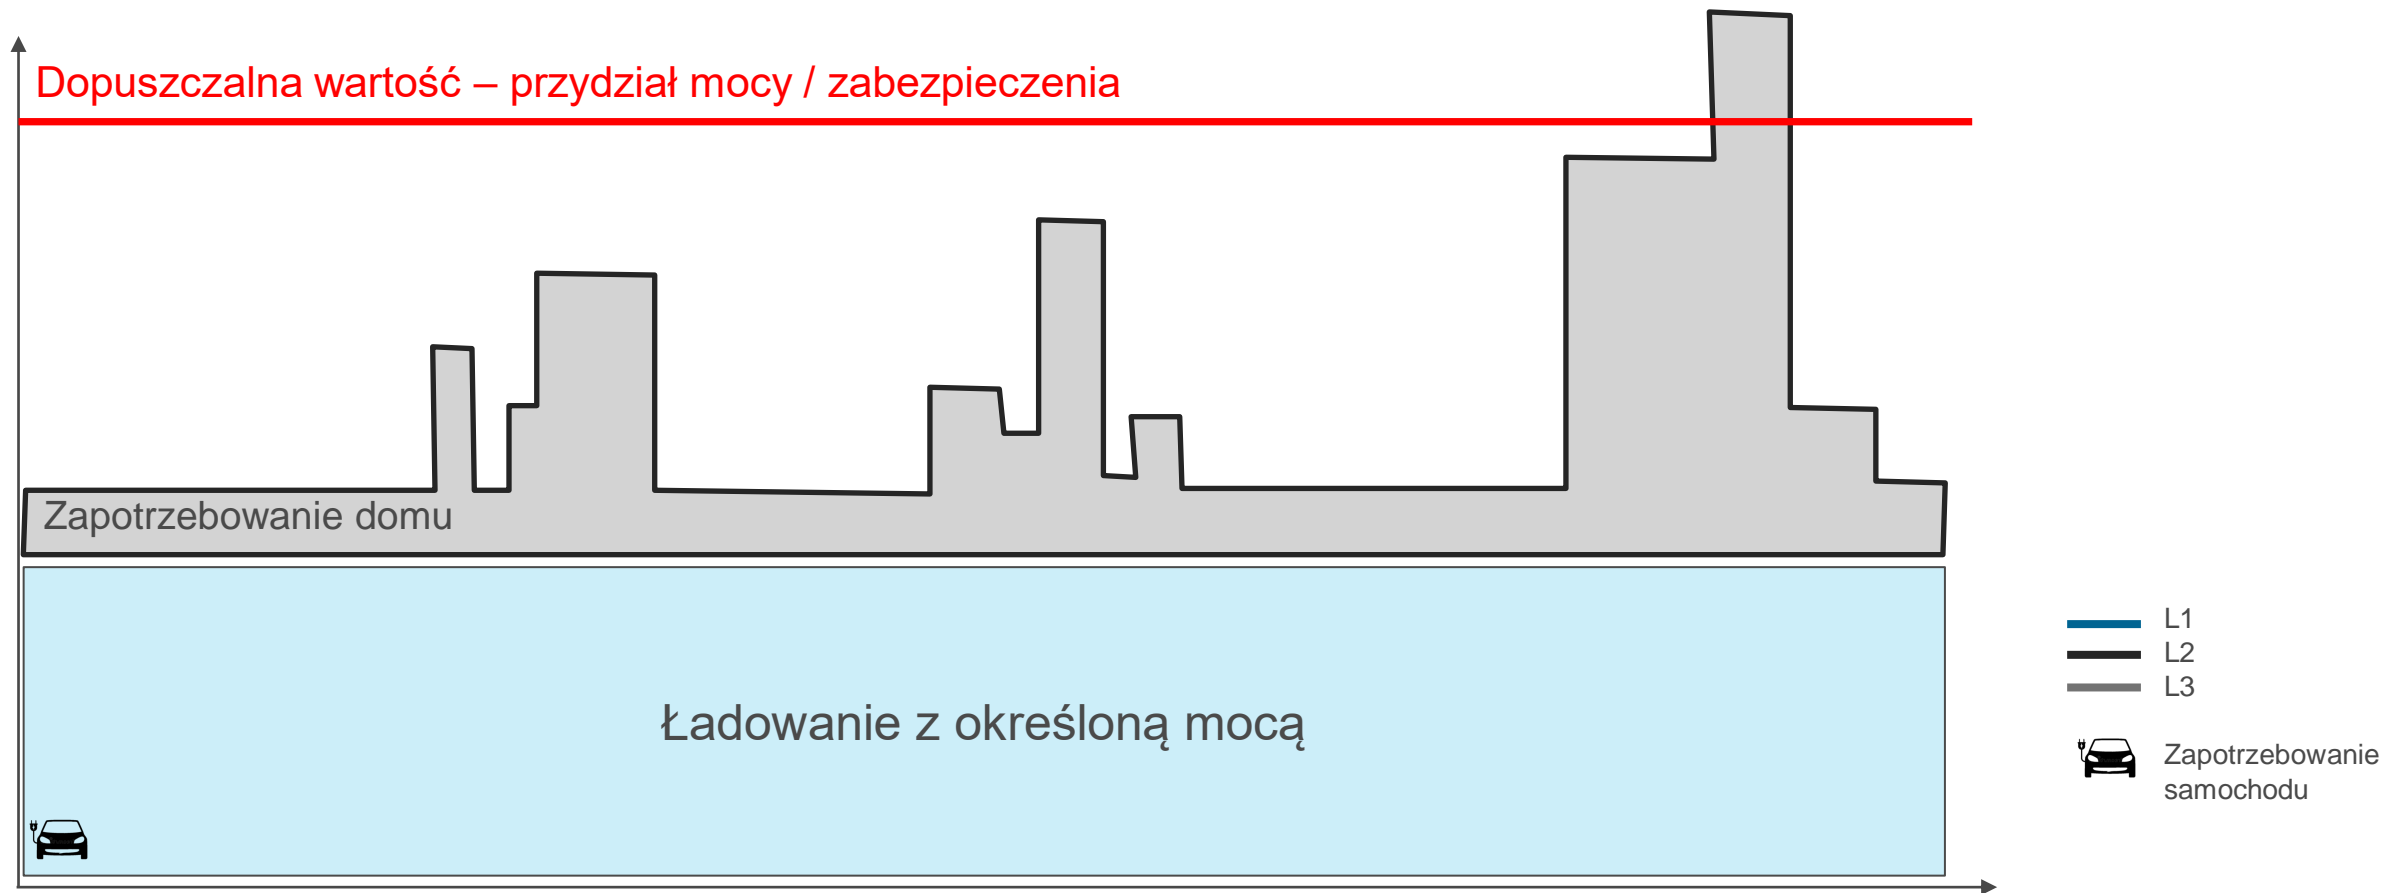 Dopuszczalna wartość – przydział mocy / zabezpieczenia
Zapotrzebowanie domu
Ładowanie z określoną mocą
L1
L2
L3
Zapotrzebowanie
samochodu